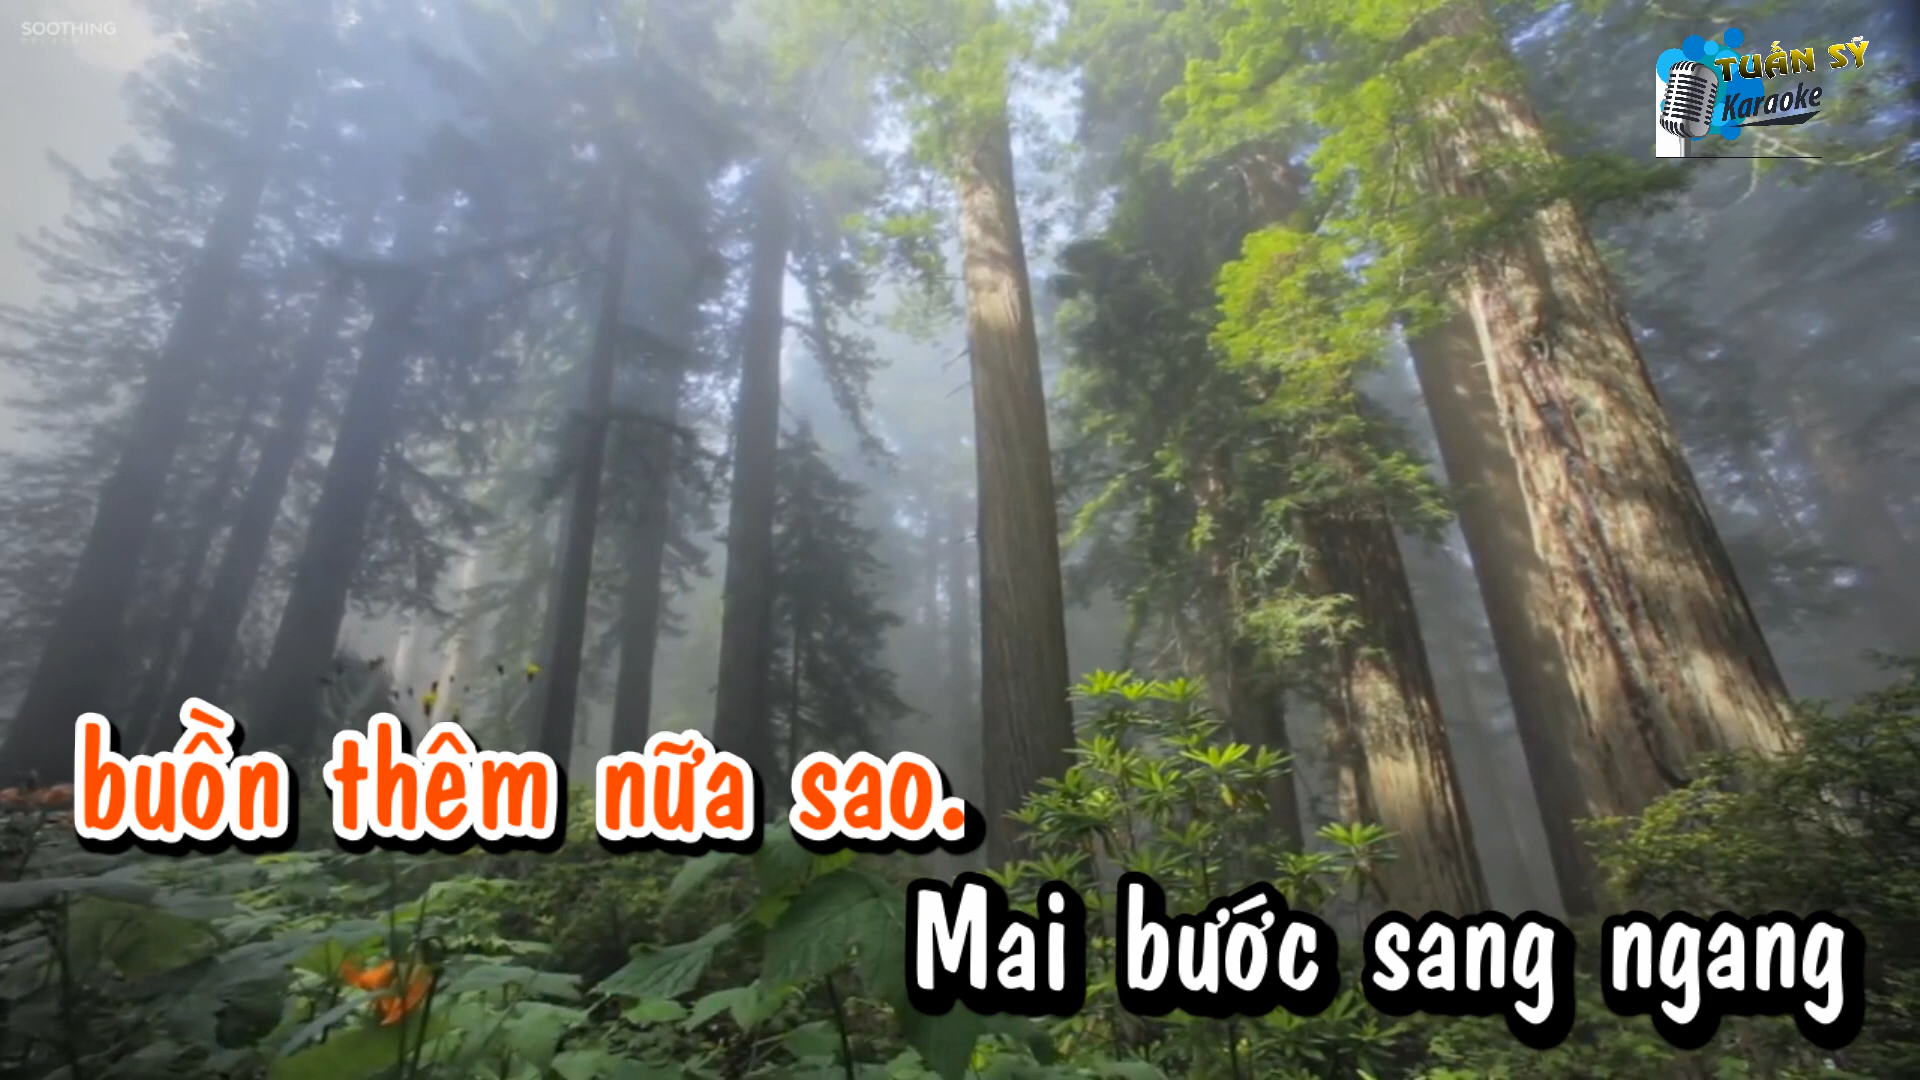 SOOTHING
TUẤN SỸ
Karaoke
buồn thêm nữa sao.
Mai bước sang ngang